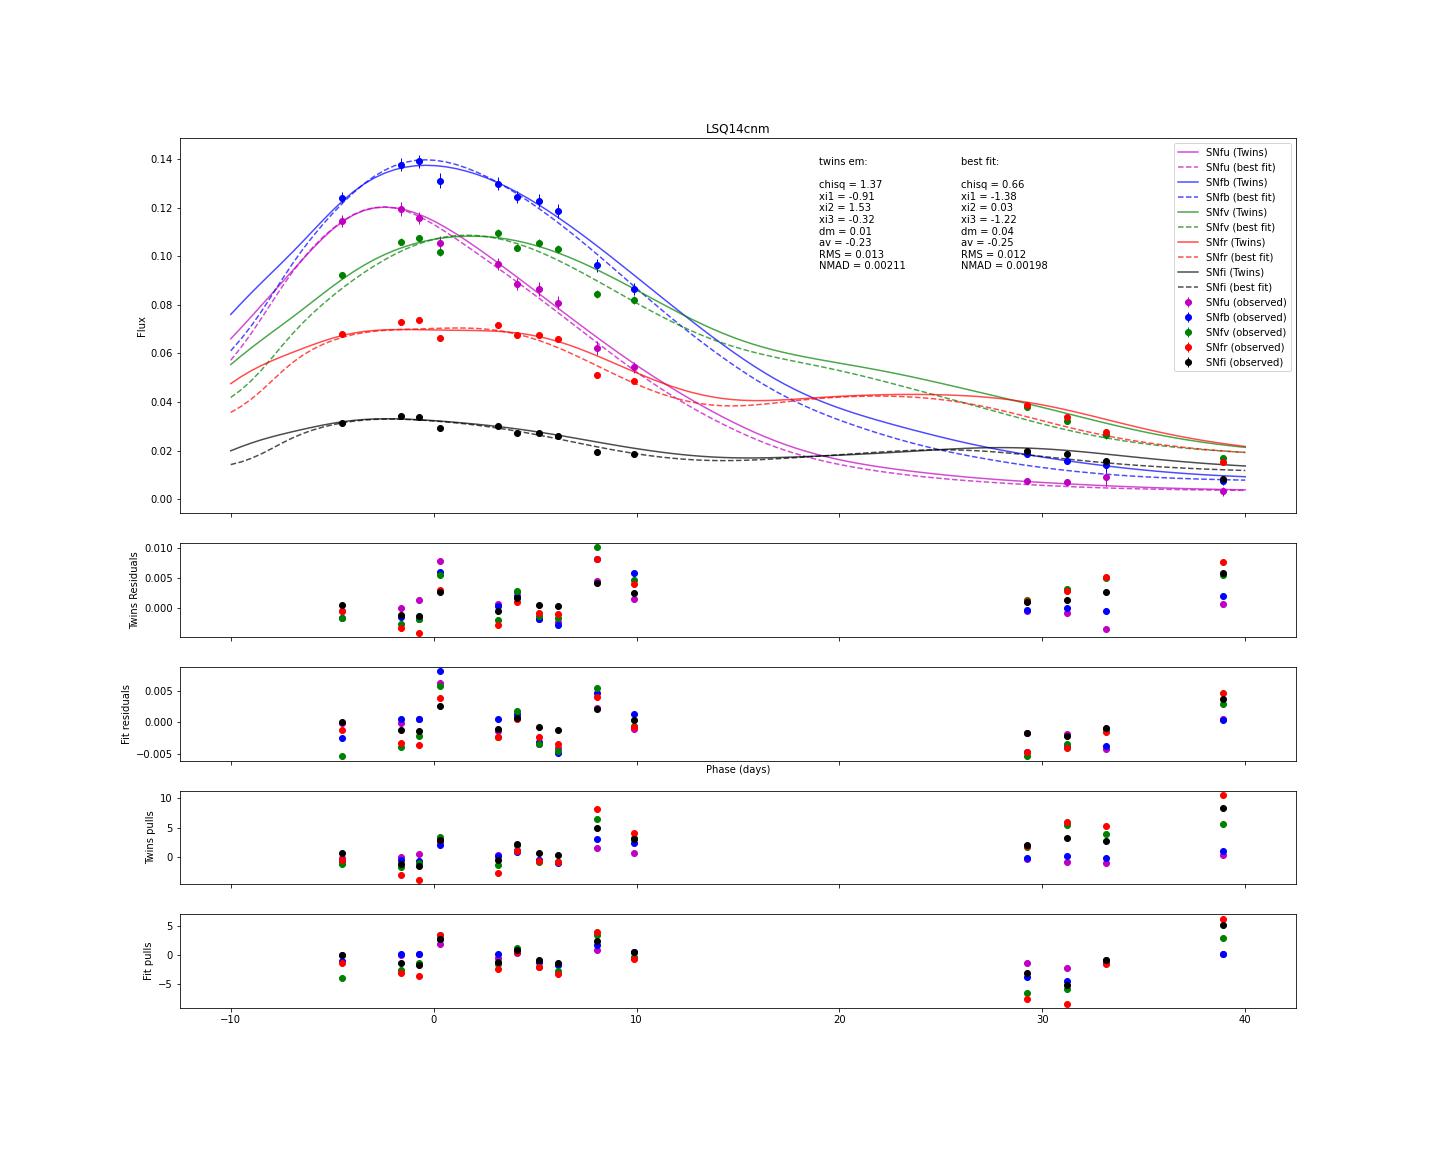 LSQ14cnm
0.14
0.12
0.10
0.08
0.06
0.04
0.02
0.00
Flux
twins em:
chisq = 1.37
xi1 = -0.91
xi2 = 1.53
xi3 = -0.32
dm = 0.01
av = -0.23
RMS = 0.013
NMAD = 0.00211
best fit:
chisq = 0.66
xi1 = -1.38
xi2 = 0.03
xi3 = -1.22
dm = 0.04
av = -0.25
RMS = 0.012
NMAD = 0.00198
SNfu (Twins)
SNfu (best fit)
SNfb (Twins)
SNfb (best fit)
SNfv (Twins)
SNfv (best fit)
SNfr (Twins)
SNfr (best fit)
SNfi (Twins)
SNfi (best fit)
SNfu (observed)
SNfb (observed)
SNfv (observed)
SNfr (observed)
SNfi (observed)
0.010
0.005
0.000
Twins Residuals
0.005
0.000
−0.005
Fit residuals
Phase (days)
10
5
0
Twins pulls
5
0
−5
Fit pulls
−10
0
10
20
30
40